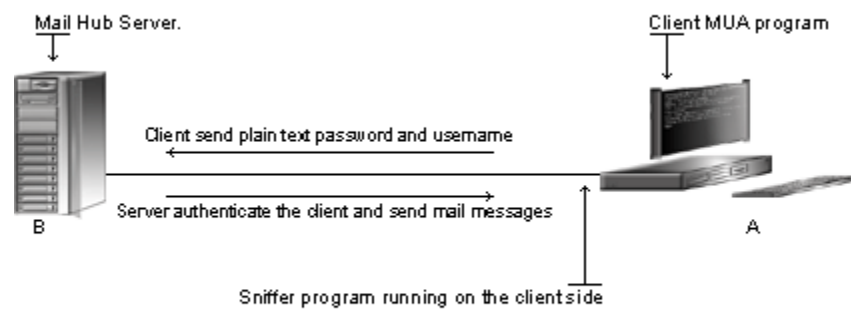 Mail Hub Server.
Client MUA program
Client send plain text password and username
Server authenticate the client and send mail messages
B
A
Sniffer program running on the client side